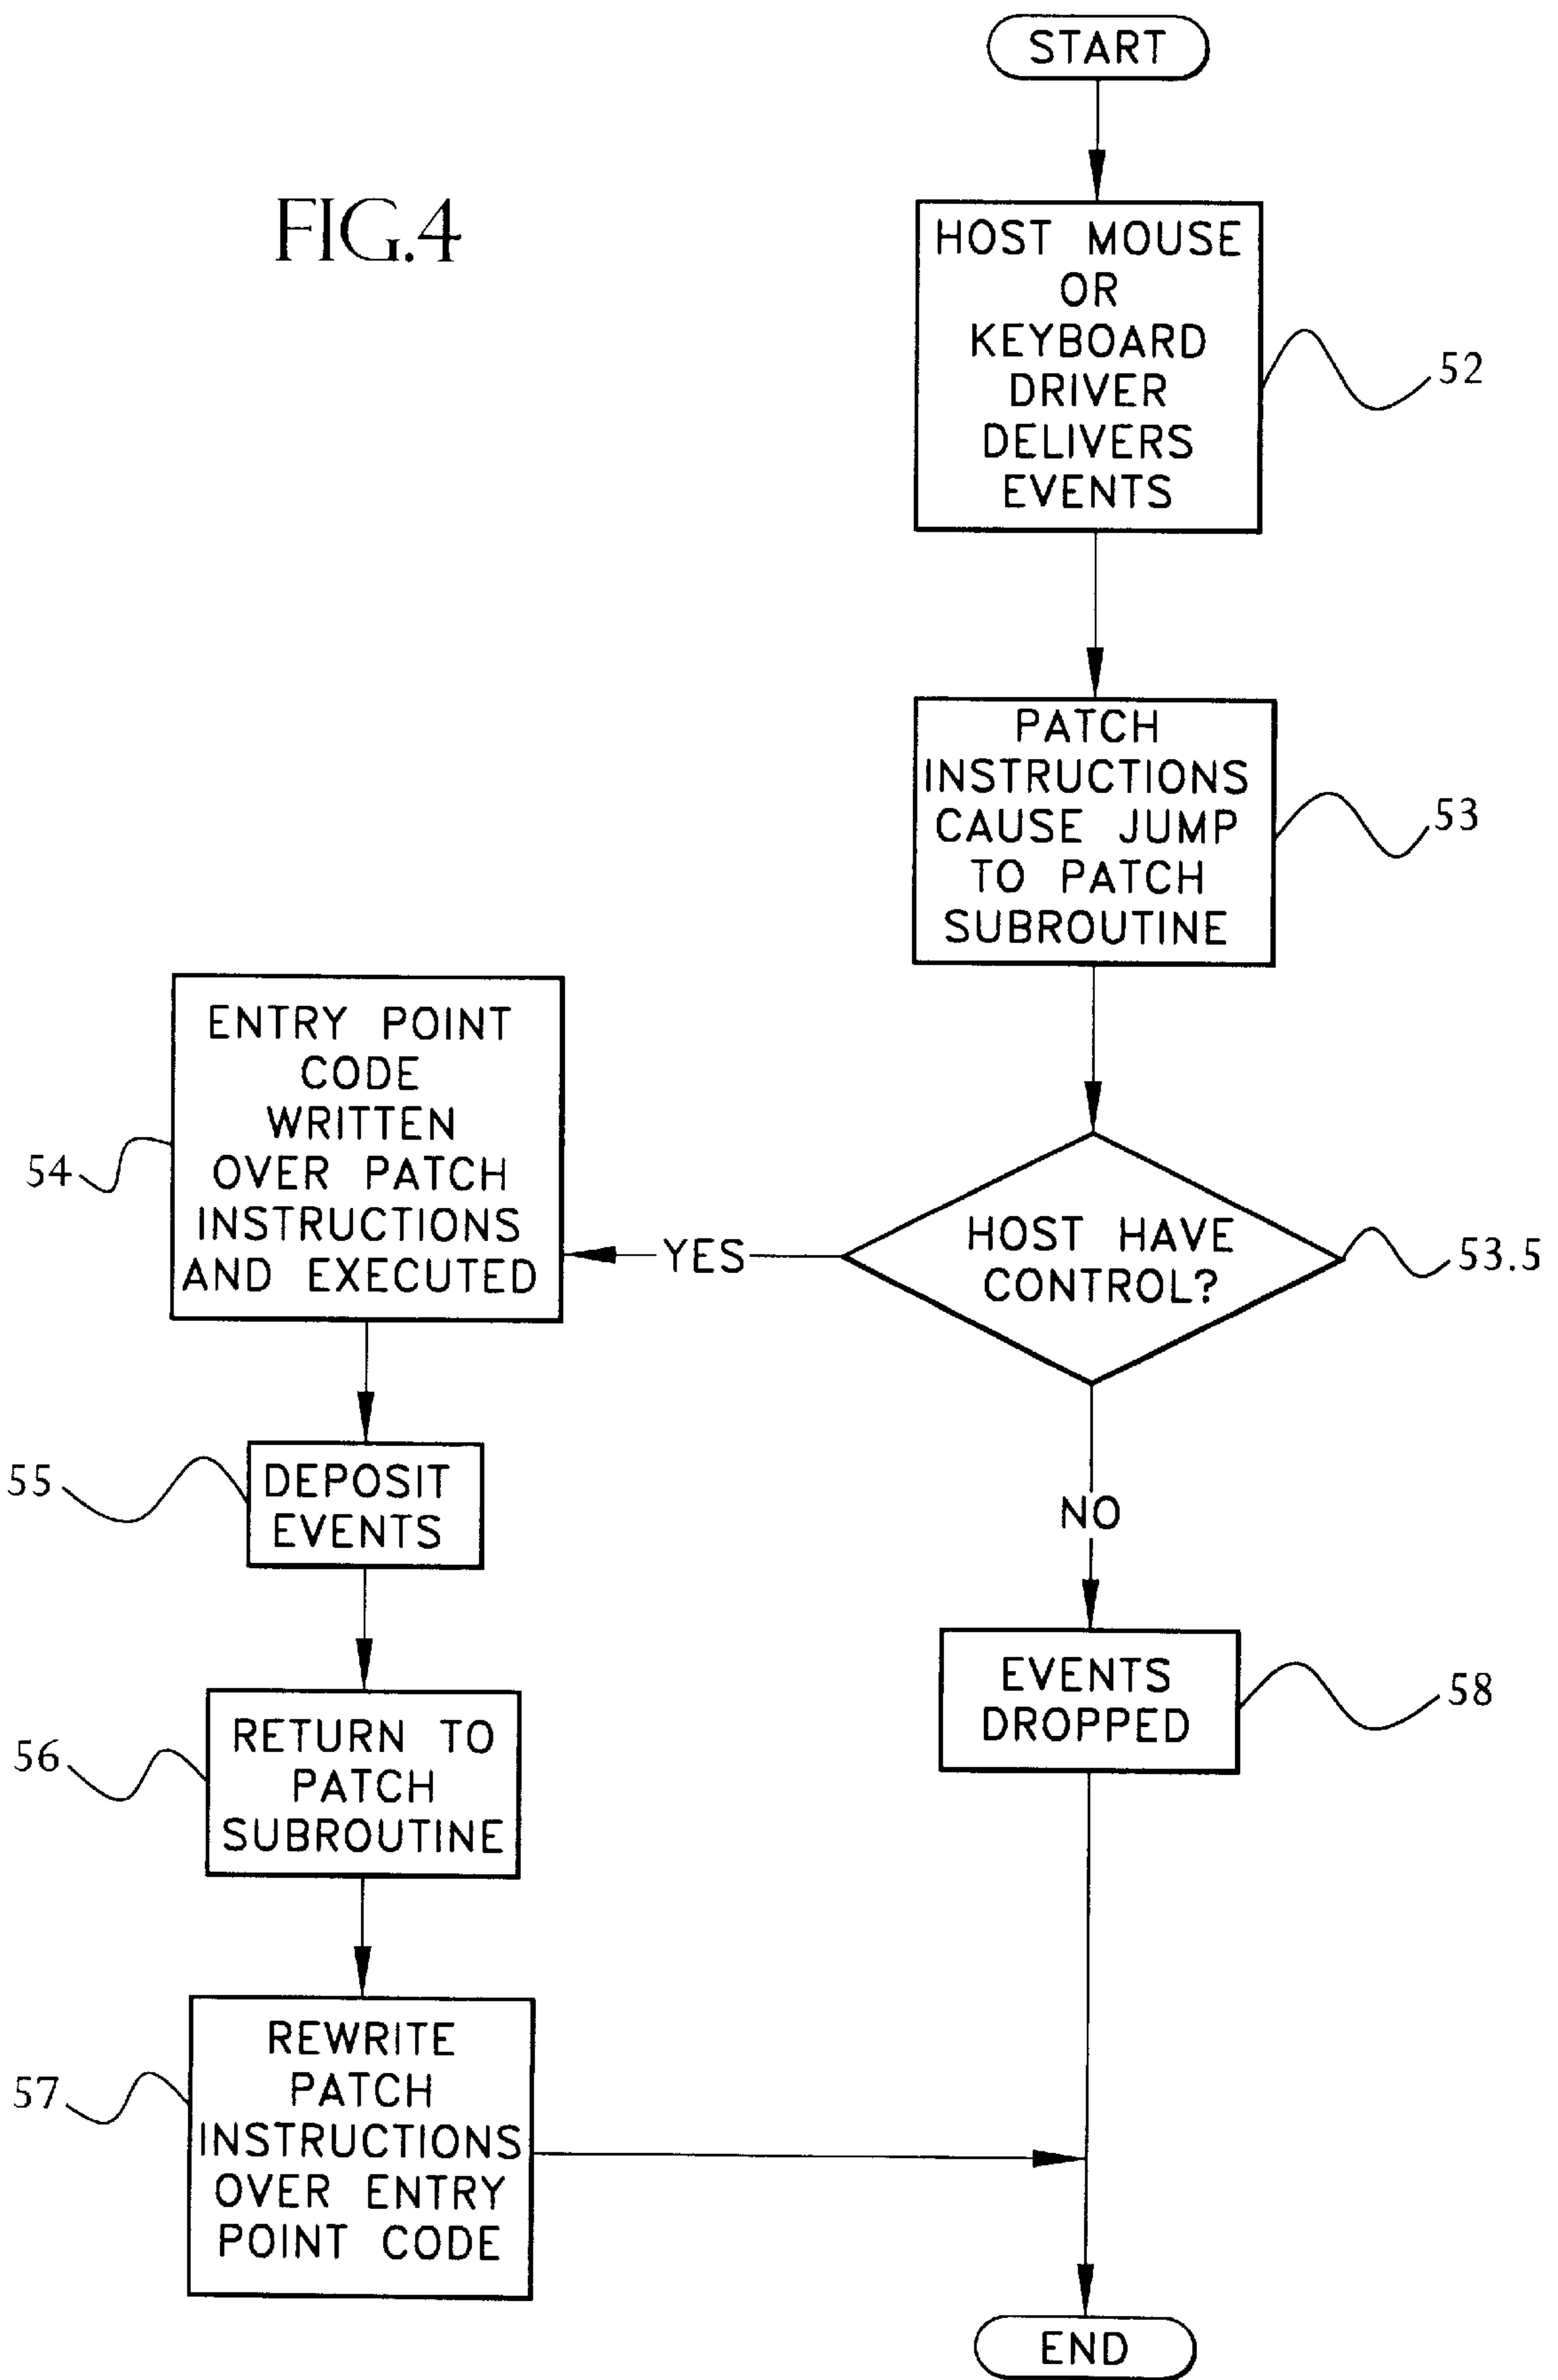 START
FIG.4
HOST MOUSE
OR
KEYBOARD
DRIVER
DELIVERS
EVENTS
52
PATCH
INSTRUCTIONS
CAUSE JUMP
TO PATCH
SUBROUTINE
53
HOST HAVE
CONTROL?
53.5
YES
ENTRY POINT
CODE
WRITTEN
OVER PATCH
INSTRUCTIONS
AND EXECUTED
54
DEPOSIT
EVENTS
55
RETURN TO
PATCH
SUBROUTINE
56
REWRITE
PATCH
INSTRUCTIONS
OVER ENTRY
POINT CODE
57
NO
EVENTS
DROPPED
58
END